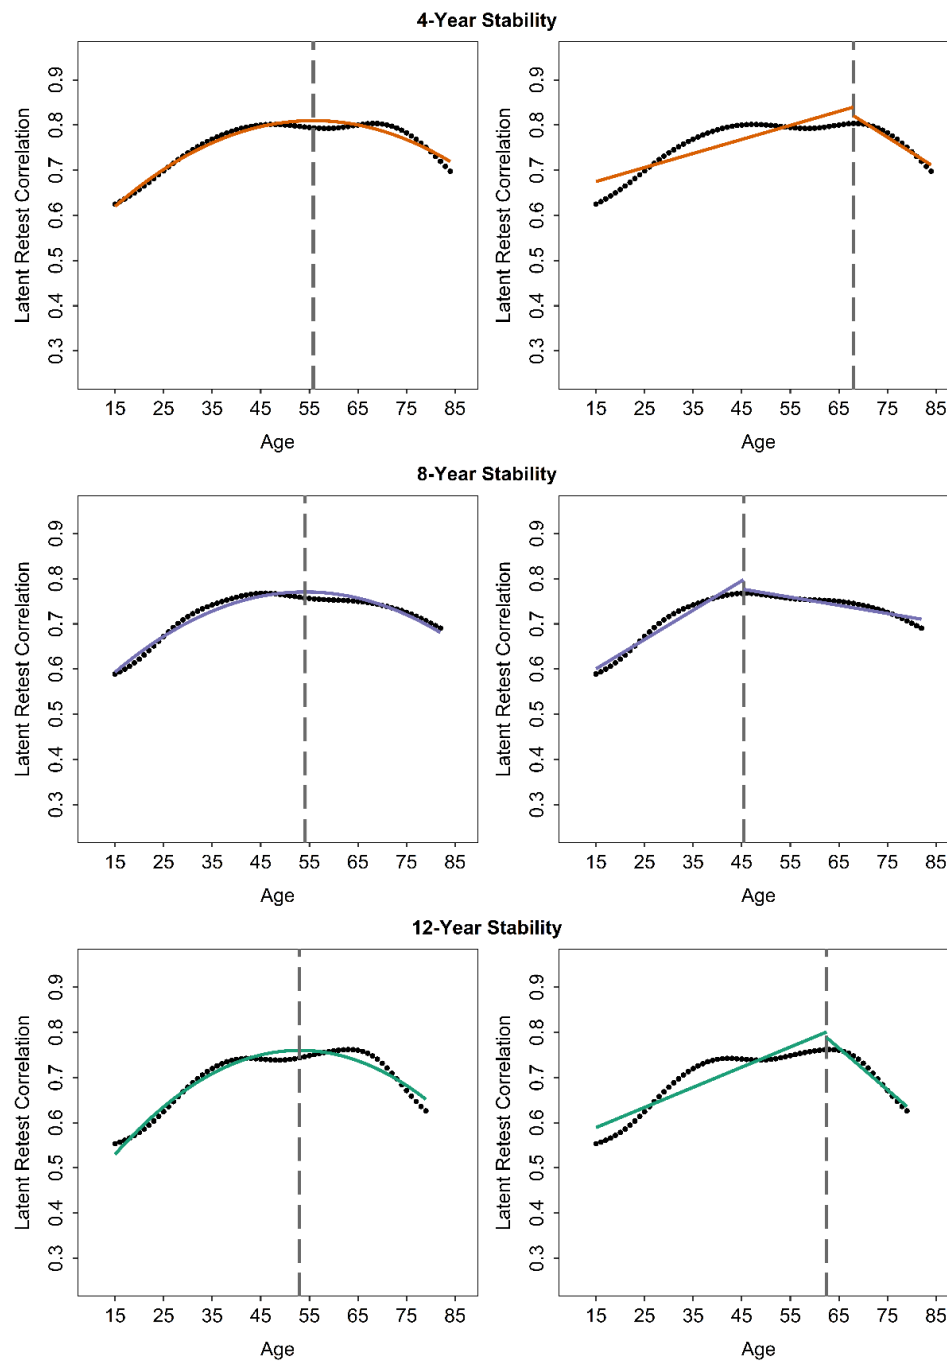 4-Year Stability
Latent Retest Correlation
0.3 0.4 0.5 0.6 0.7 0.8 0.9
15 25 35 45 55 65 75 85
Age
Latent Retest Correlation
0.3 0.4 0.5 0.6 0.7 0.8 0.9
15 25 35 45 55 65 75 85
Age
8-Year Stability
Latent Retest Correlation
0.3 0.4 0.5 0.6 0.7 0.8 0.9
15 25 35 45 55 65 75 85
Age
Latent Retest Correlation
0.3 0.4 0.5 0.6 0.7 0.8 0.9
15 25 35 45 55 65 75 85
Age
12-Year Stability
Latent Retest Correlation
0.3 0.4 0.5 0.6 0.7 0.8 0.9
15 25 35 45 55 65 75 85
Age
Latent Retest Correlation
0.3 0.4 0.5 0.6 0.7 0.8 0.9
15 25 35 45 55 65 75 85
Age